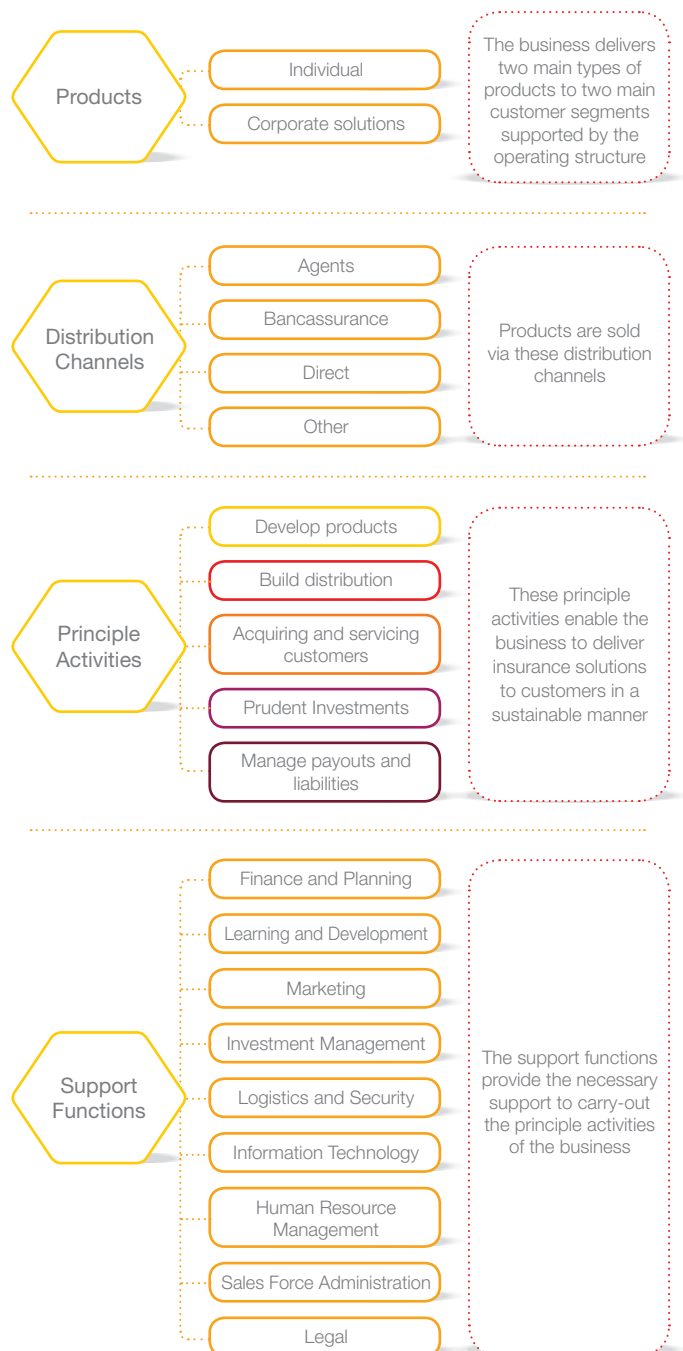 Products
Individual
Corporate solutions
The business delivers
two main types of
products to two main
customer segments
supported by the
operating structure
Distribution
Channels
Agents
Bancassurance
Direct
Other
Products are sold
via these distribution
channels
Principle
Activities
Develop products
Build distribution
Acquiring and servicing
customers
Prudent Investments
Manage payouts and
liabilities
These principle
activities enable the
business to deliver
insurance solutions
to customers in a
sustainable manner
Support
Functions
Finance and Planning
Learning and Development
Marketing
Investment Management
Logistics and Security
Information Technology
Human Resource
Management
Sales Force Administration
Legal
The support functions
provide the necessary
support to carry-out
the principle activities
of the business